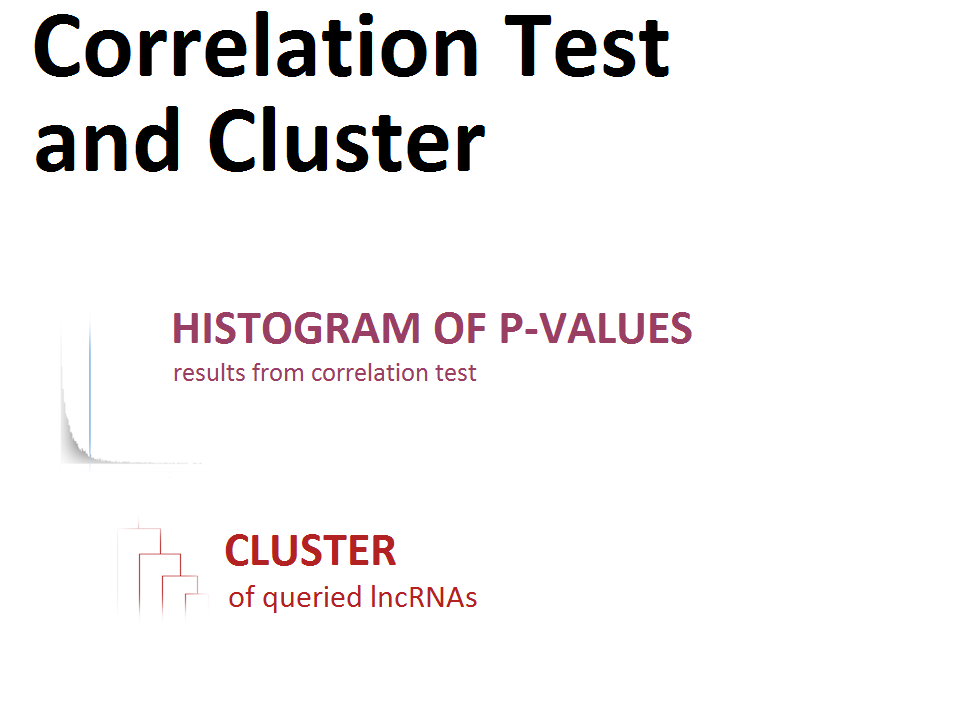 Correlation Test
and Cluster
HISTOGRAM OF P-VALUES
results from correlation test
CLUSTER
of queried lncRNAs